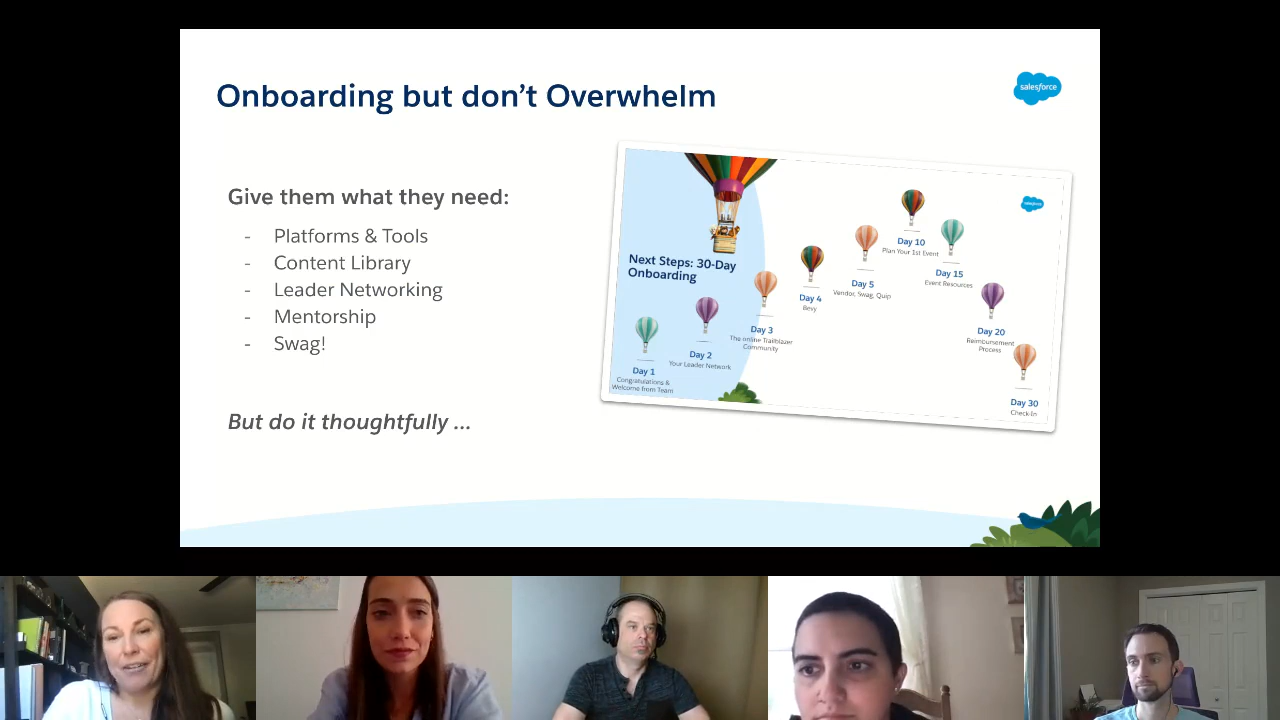 Onboarding but don't Overwhelm
salesforce
Give them what they need:
- Platforms & Tools
- Content Library
- Leader Networking
- Mentorship
- Swag!
But do it thoughtfully ...
salesforce
Next Steps: 30-Day
Onboarding
Day 1
Congratulations &
Welcome from Team
Day 2
Your Leader Network
Day 3
The online Trailblazer
Community
Day 4
Bevy
Day 5
Vendor, Swag, Quip
Day 10
Plan Your 1st Event
Day 15
Event Resources
Day 20
Reimbursement
Process
Day 30
Check-In